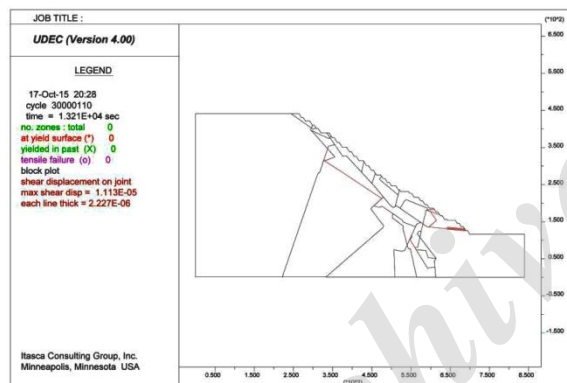 JOB TITLE :
UDEC (Version 4.00)
LEGEND
17-Oct-15 20:28
cycle 30000110
time = 1.321E+04 sec
no. zones : total 0
at yield surface (*) 0
yielded in past (X) 0
tensile failure (o) 0
block plot
shear displacement on joint
max shear disp = 1.113E-05
each line thick = 2.227E-06
Itasca Consulting Group, Inc.
Minneapolis, Minnesota USA
(*10^2)
6.500
5.500
4.500
3.500
2.500
1.500
0.500
-0.500
-1.500
0.500 1.500 2.500 3.500 4.500 5.500 6.500 7.500 8.500
(*10^2)